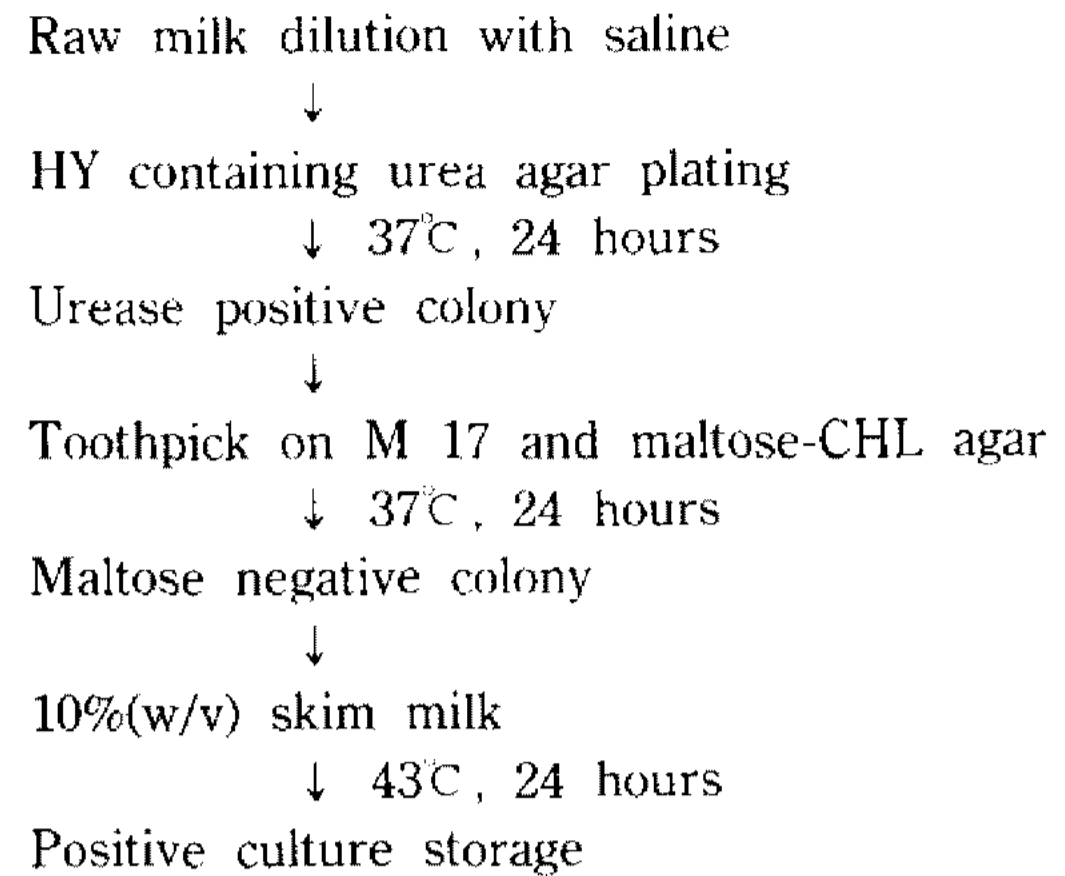 Raw milk dilution with saline
↓
HY containing urea agar plating
↓ 37℃, 24 hours
Urease positive colony
↓
Toothpick on M 17 and maltose-CHL agar
↓ 37℃, 24 hours
Maltose negative colony
↓
10%(w/v) skim milk
↓ 43℃, 24 hours
Positive culture storage